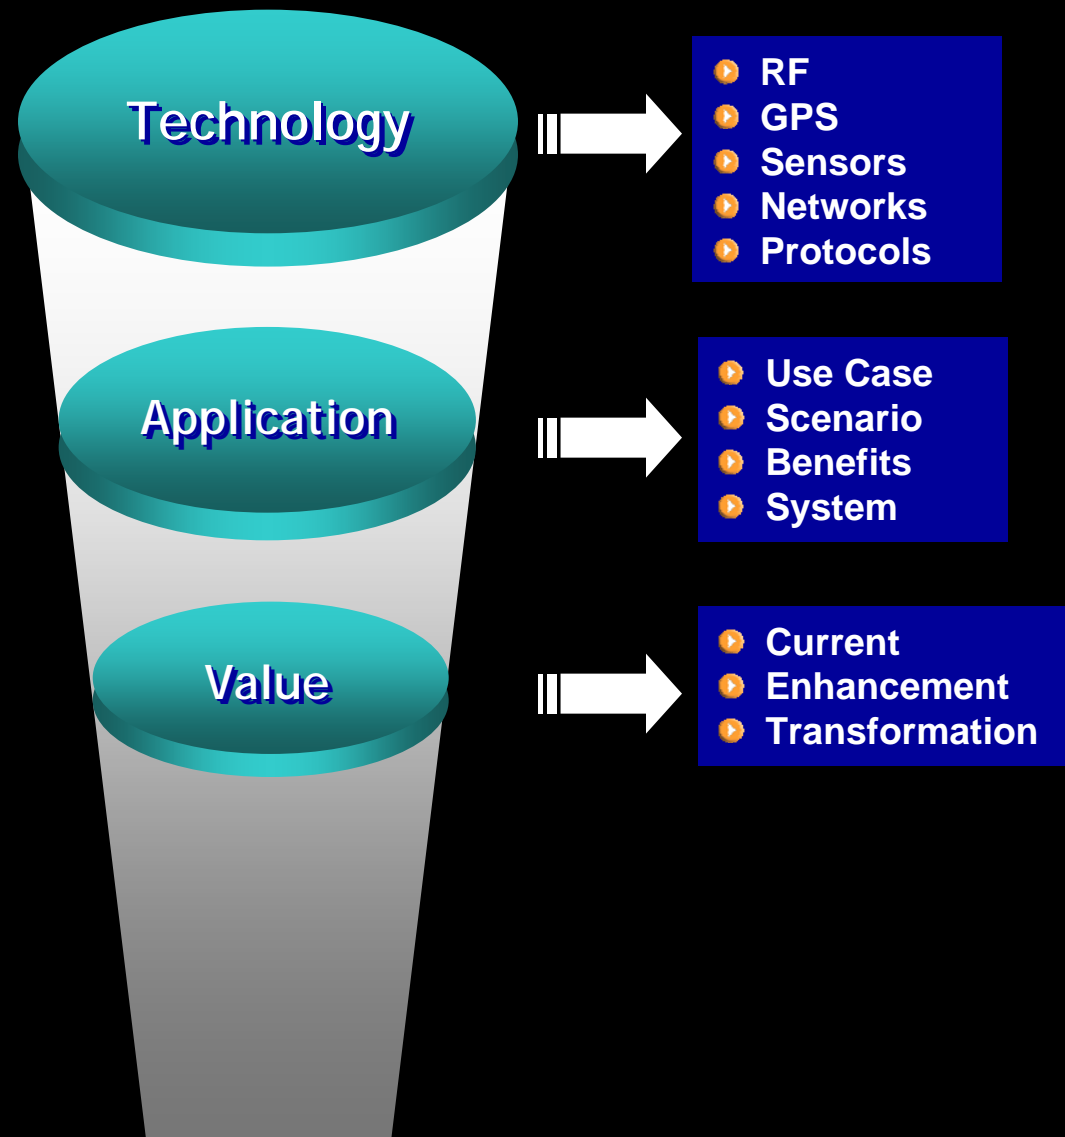 Technology
RF
GPS
Sensors
Networks
Protocols
Application
Use Case
Scenario
Benefits
System
Value
Current
Enhancement
Transformation